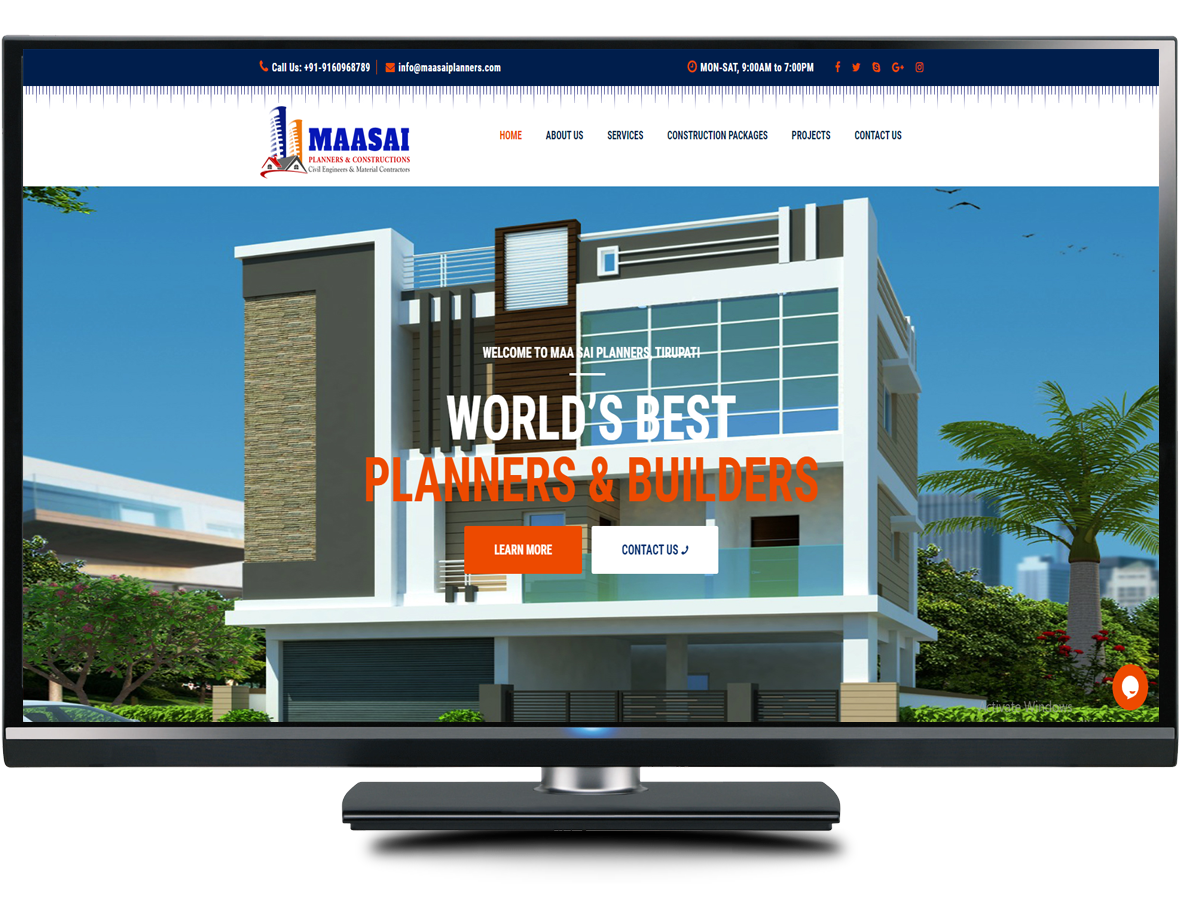 Call Us: +91-9160968789
info@maasaiplanners.com
MON-SAT, 9:00AM to 7:00PM
MAASAI
PLANNERS & CONSTRUCTIONS
Civil Engineers & Material Contractors
HOME
ABOUT US
SERVICES
CONSTRUCTION PACKAGES
PROJECTS
CONTACT US
WELCOME TO MAA SAI PLANNERS, TIRUPATI
WORLD'S BEST
PLANNERS & BUILDERS
LEARN MORE
CONTACT US
Windows